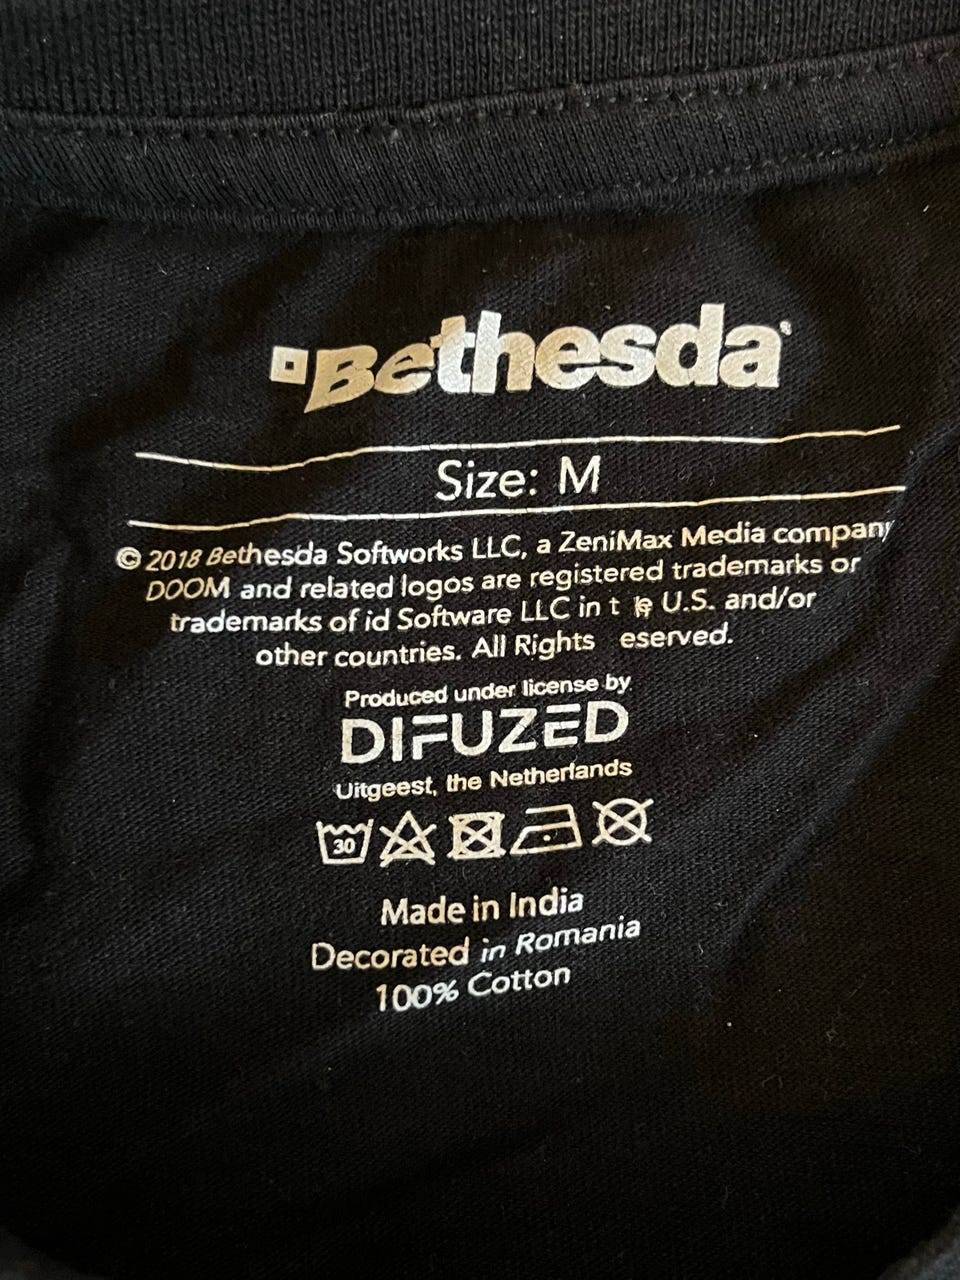 Bethesda
Size: M
© 2018 Bethesda Softworks LLC, a ZeniMax Media company
DOOM and related logos are registered trademarks or
trademarks of id Software LLC in U.S. and/or
other countries. All Rights eserved.
Produced under license by
DIFUZED
Uitgeest, the Netherlands
30
Made in India
Decorated in Romania
100% Cotton